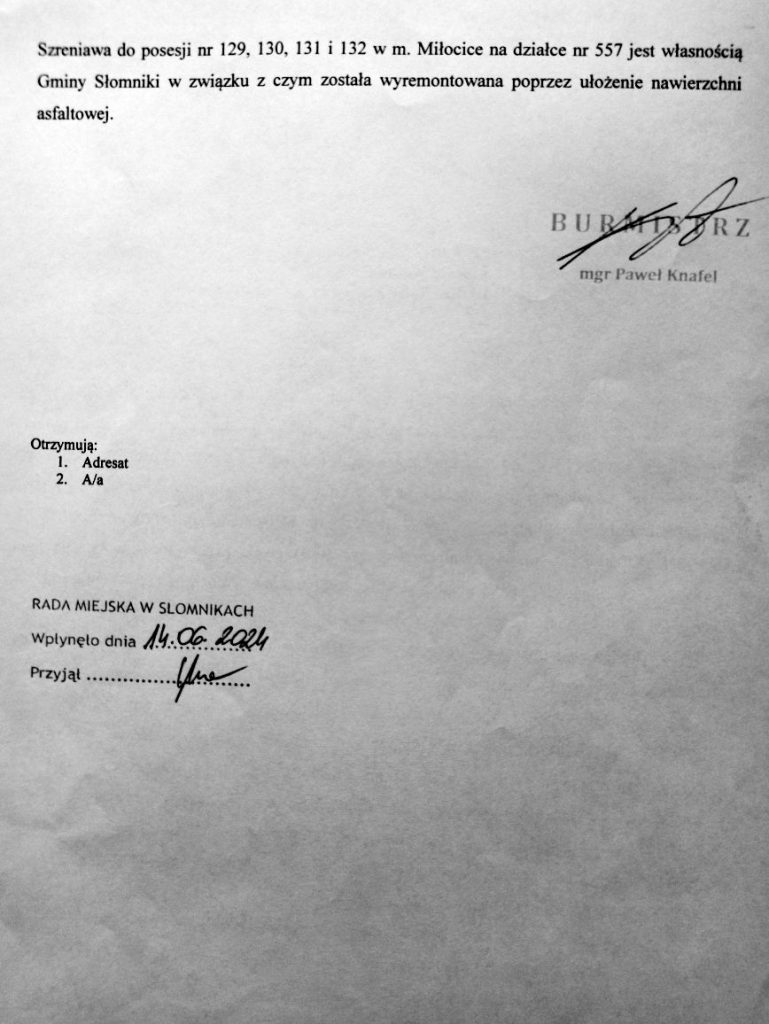 Szreniawa do posesji nr 129, 130, 131 i 132 w m. Miłocice na działce nr 557 jest własnością
Gminy Słomniki w związku z czym została wyremontowana poprzez ułożenie nawierzchni
asfaltowej.
BURMISTRZ
mgr Paweł Knafel
Otrzymują:
1. Adresat
2. A/a
RADA MIEJSKA W SŁOMNIKACH
Wpłynęło dnia 14.06.2024
Przyjął